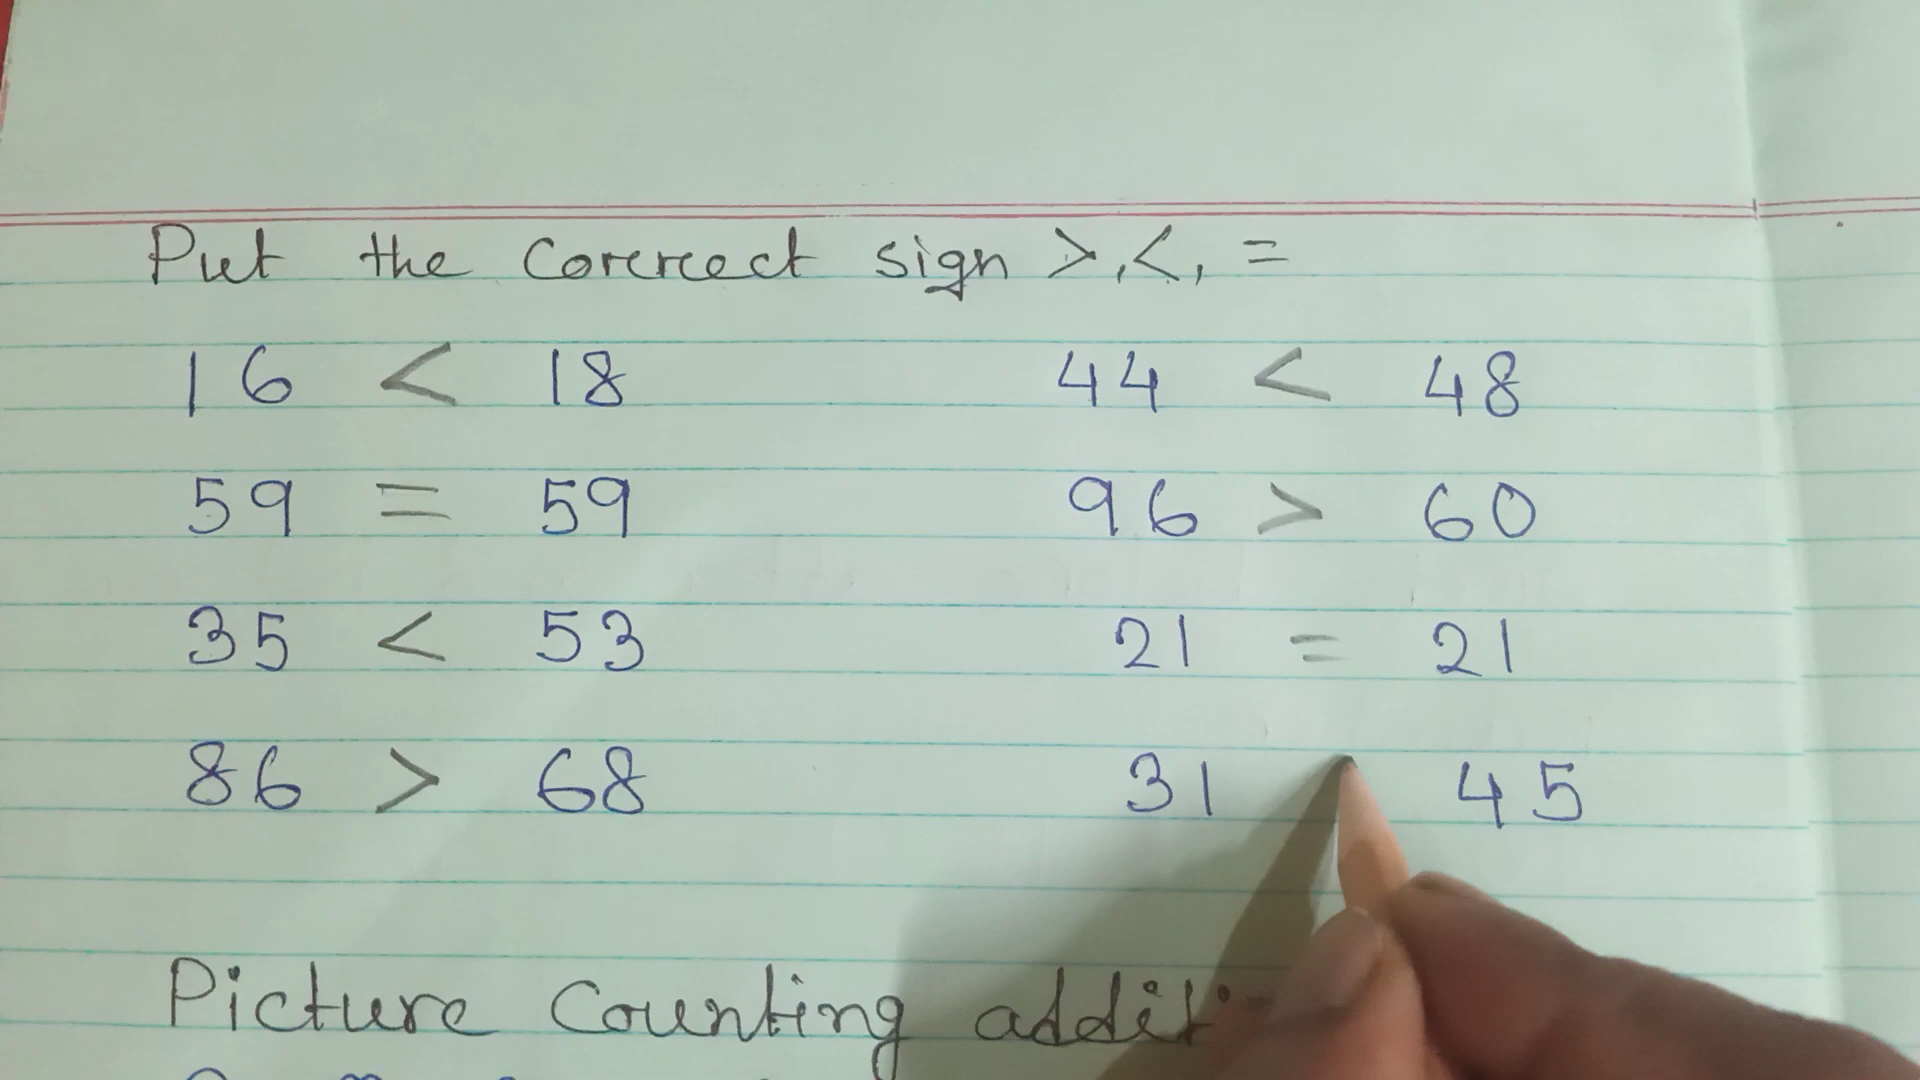 Put the Correct sign >, <, =
16 < 18 44 < 48
59 = 59 96 > 60
35 < 53 21 = 21
86 > 68 31 45
Picture Counting